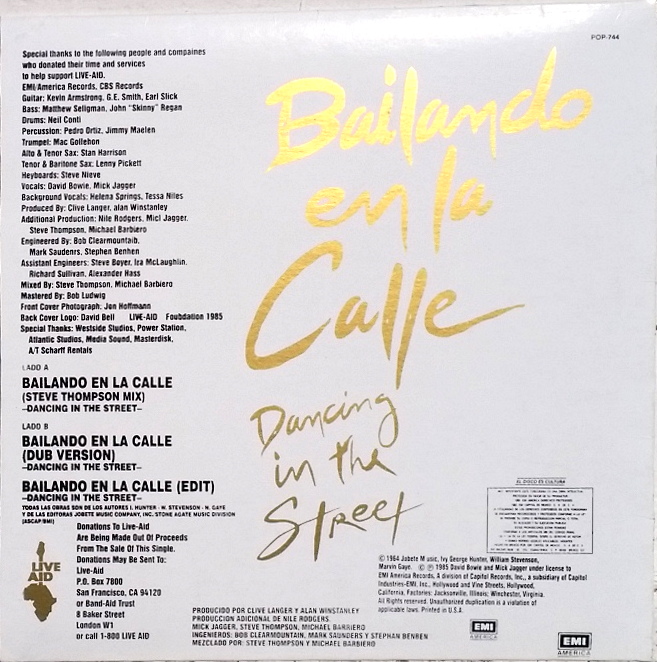 POP-744
Special thanks to the following people and compaines
who donated their time and services
to help support LIVE-AID.
EMI/America Records, CBS Records
Guitar: Kevin Armstrong, G.E. Smith, Earl Slick
Bass: Matthew Seligman, John "Skinny" Regan
Drums: Neil Conti
Percussion: Pedro Ortiz, Jimmy Maelen
Trumpel: Mac Gollehon
Alto & Tenor Sax: Stan Harrison
Tenor & Baritone Sax: Lenny Pickett
Keyboards: Steve Nieve
Vocals: David Bowie, Mick Jagger
Background Vocals: Helena Springs, Tessa Niles
Produced By: Clive Langer, alan Winstanley
Additional Production: Nile Rodgers, Micl Jagger.
Steve Thompson, Michael Barbiero
Engineered By: Bob Clearmountaib,
Mark Saudenrs, Stephen Benhen
Assistant Engineers: Steve Boyer, Ira McLaughlin,
Richard Sullivan, Alexander Hass
Mixed By: Steve Thompson, Michael Barbiero
Mastered By: Bob Ludwig
Front Cover Photograph: Jon Hoffmann
Back Cover Logo: David Bell LIVE-AID Foubdation 1985
Special Thanks: Westside Studios, Power Station,
Atlantic Studios, Media Sound, Masterdisk,
A/T Scharff Rentals
LADO A
BAILANDO EN LA CALLE
(STEVE THOMPSON MIX)
-DANCING IN THE STREET-
LADO B
BAILANDO EN LA CALLE
(DUB VERSION)
-DANCING IN THE STREET-
BAILANDO EN LA CALLE (EDIT)
-DANCING IN THE STREET-
TODAS LAS OBRAS SON DE LOS AUTORES I. HUNTER - W. STEVENSON - N. GAYE
Y DE LAS EDITORAS JOBETE MUSIC COMPANY, INC. STONE AGATE MUSIC DIVISION
(ASCAP/BMI)
LIVE
AID
Donations To Live-Aid
Are Being Made Out Of Proceeds
From The Sale Of This Single.
Donations May Be Sent To:
Live-Aid
P.O. Box 7800
San Francisco, CA 94120
or Band-Aid Trust
8 Baker Street
London W1
or call 1-800 LIVE AID
Bailando
en la
Calle
Dancing
in the
Street
PRODUCIDO POR CLIVE LANGER Y ALAN WINSTANLEY
PRODUCCION ADICIONAL DE NILE RODGERS,
MICK JAGGER, STEVE THOMPSON, MICHAEL BARRIERO
INGENIEROS: BOB CLEARMOUNTAIN, MARK SAUNDERS Y STEPHAN BENBEN
MEZCLADO POR: STEVE THOMPSON Y MICHAEL BARBIERO
EL DISCO ES CULTURA
© 1964 Jobete Music, Ivy George Hunter, William Stevenson,
Marvin Gaye. © ℗ 1985 David Bowie and Mick Jagger under license to
EMI America Records, A division of Capitol Records, Inc., a subsidiary of Capitol
Industries-EMI, Inc., Hollywood and Vine Streets, Hollywood,
California, Factories: Jacksonville, Illinois; Winchester, Virginia.
All Rights reserved. Unauthorized duplication is a violation of
applicable laws. Printed in U.S.A.
EMI
AMERICA
EMI
AMERICA